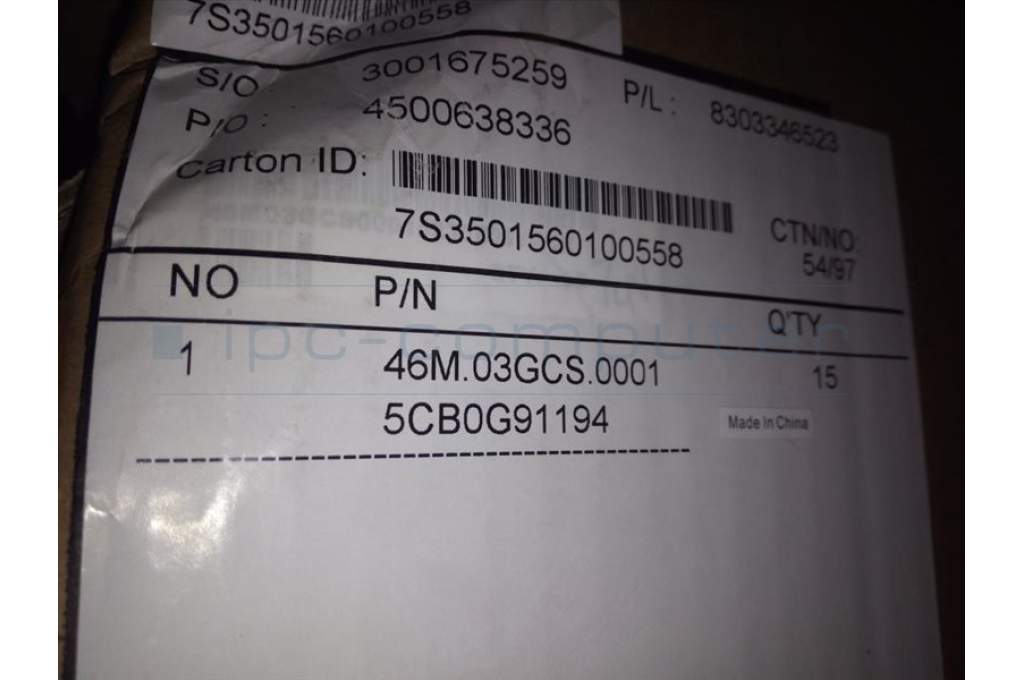 7S3501560100558
S/O 3001675259 P/L : 8303346523
P/O : 4500638336
Carton ID:
7S3501560100558 CTN/NO:
54/97
NO P/N Q'TY
ipc-computer
1 46M.03GCS.0001 15
5CB0G91194 Made In China